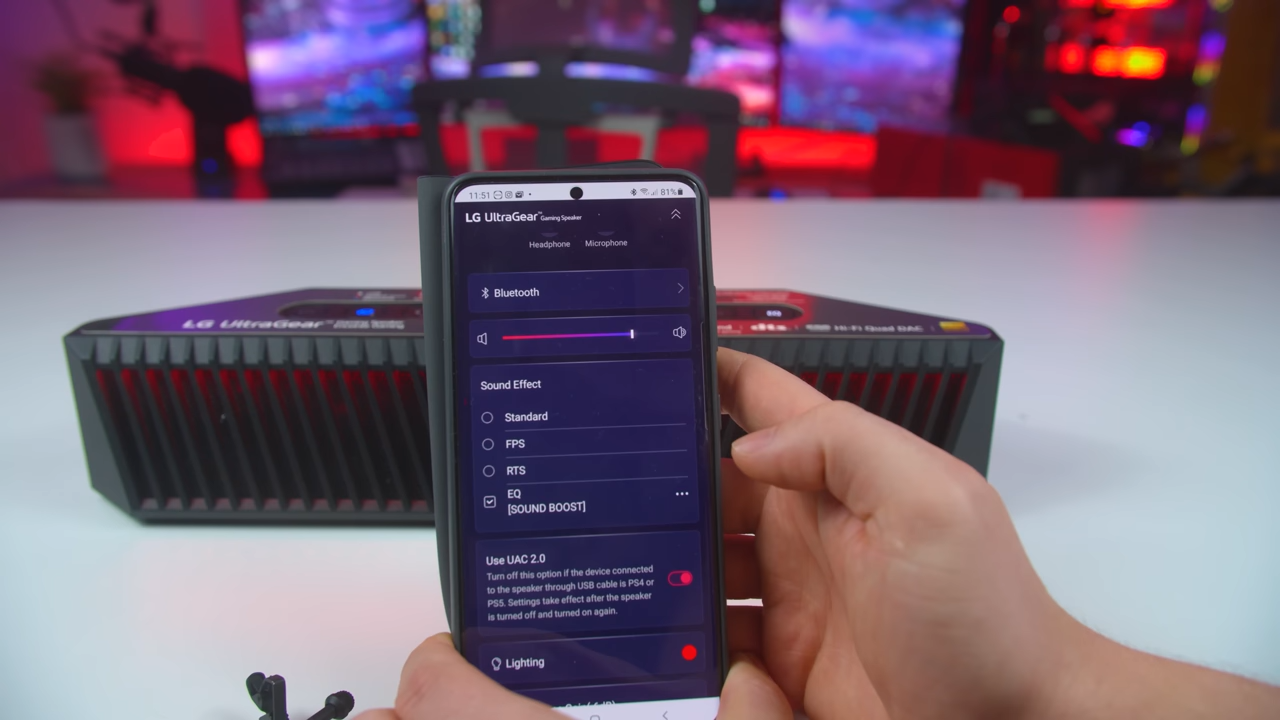 11:51
81%
LG UltraGear™ Gaming Speaker
Headphone Microphone
Bluetooth
LG UltraGear™
Hi-Fi Quad DAC
Sound Effect
Standard
FPS
RTS
EQ
[SOUND BOOST]
Use UAC 2.0
Turn off this option if the device connected
to the speaker through USB cable is PS4 or
PS5. Settings take effect after the speaker
is turned off and turned on again.
Lighting